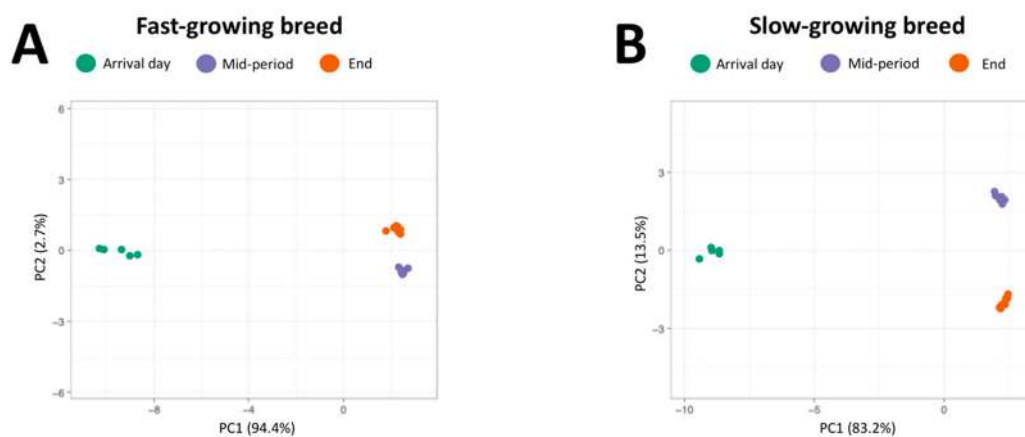 A
Fast-growing breed
Arrival day Mid-period End
6
3
0
−3
−6
PC2 (2.7%)
−8 −4 0
PC1 (94.4%)
B
Slow-growing breed
Arrival day Mid-period End
3
0
−3
PC2 (13.5%)
−10 −5 0
PC1 (83.2%)